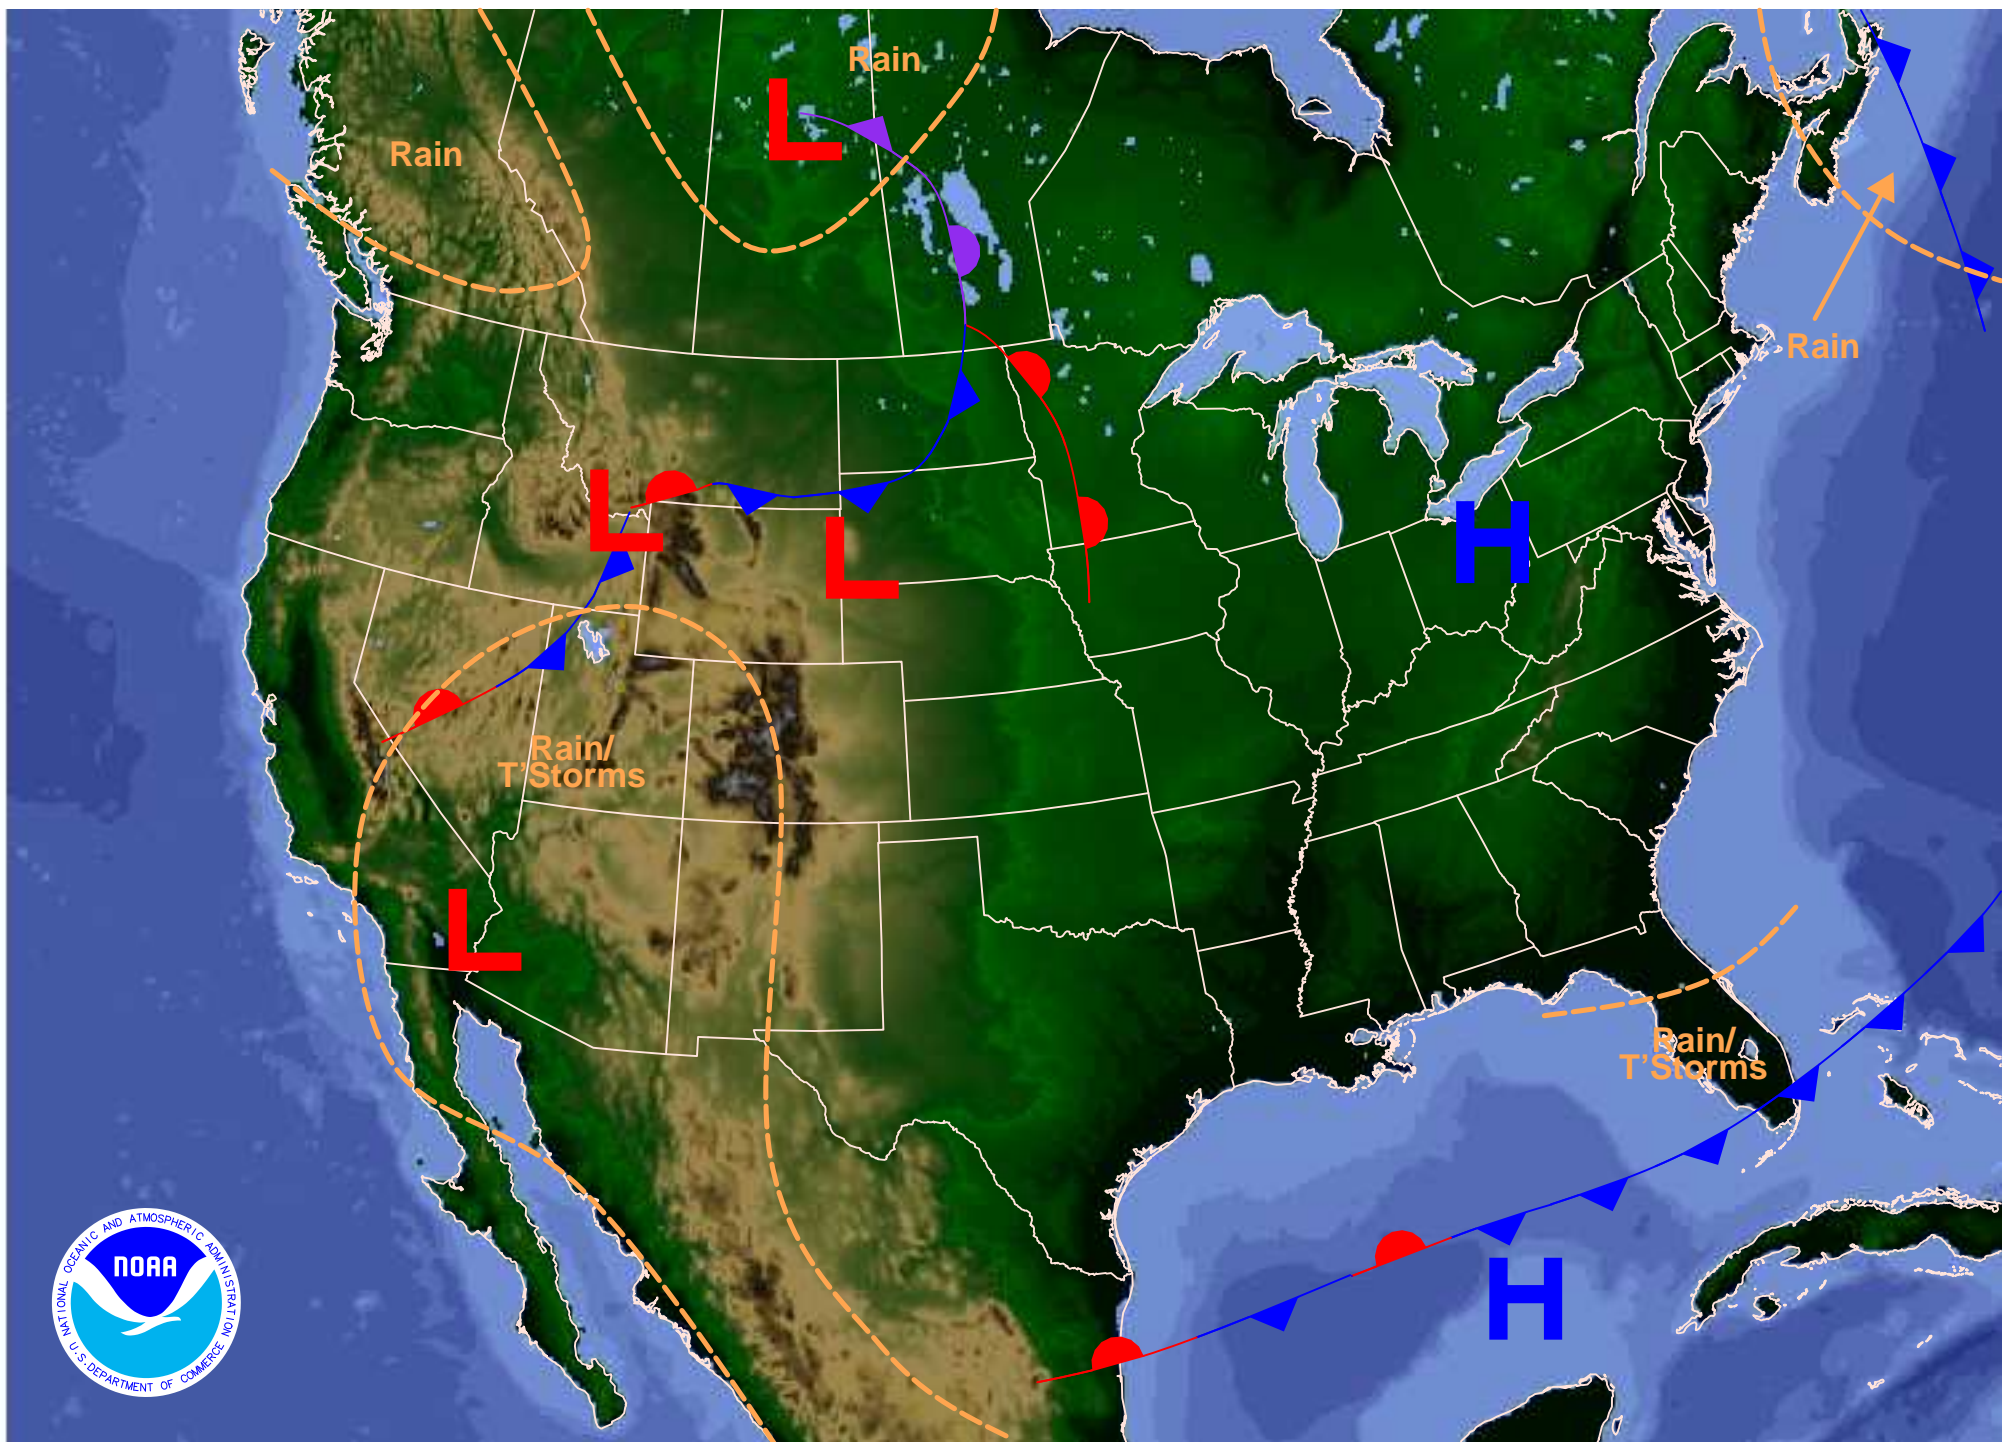 Rain
L
Rain
Rain
L
L
H
Rain/
T'Storms
L
Rain/
T'Storms
H
NATIONAL OCEANIC AND ATMOSPHERIC ADMINISTRATION
NOAA
U.S. DEPARTMENT OF COMMERCE